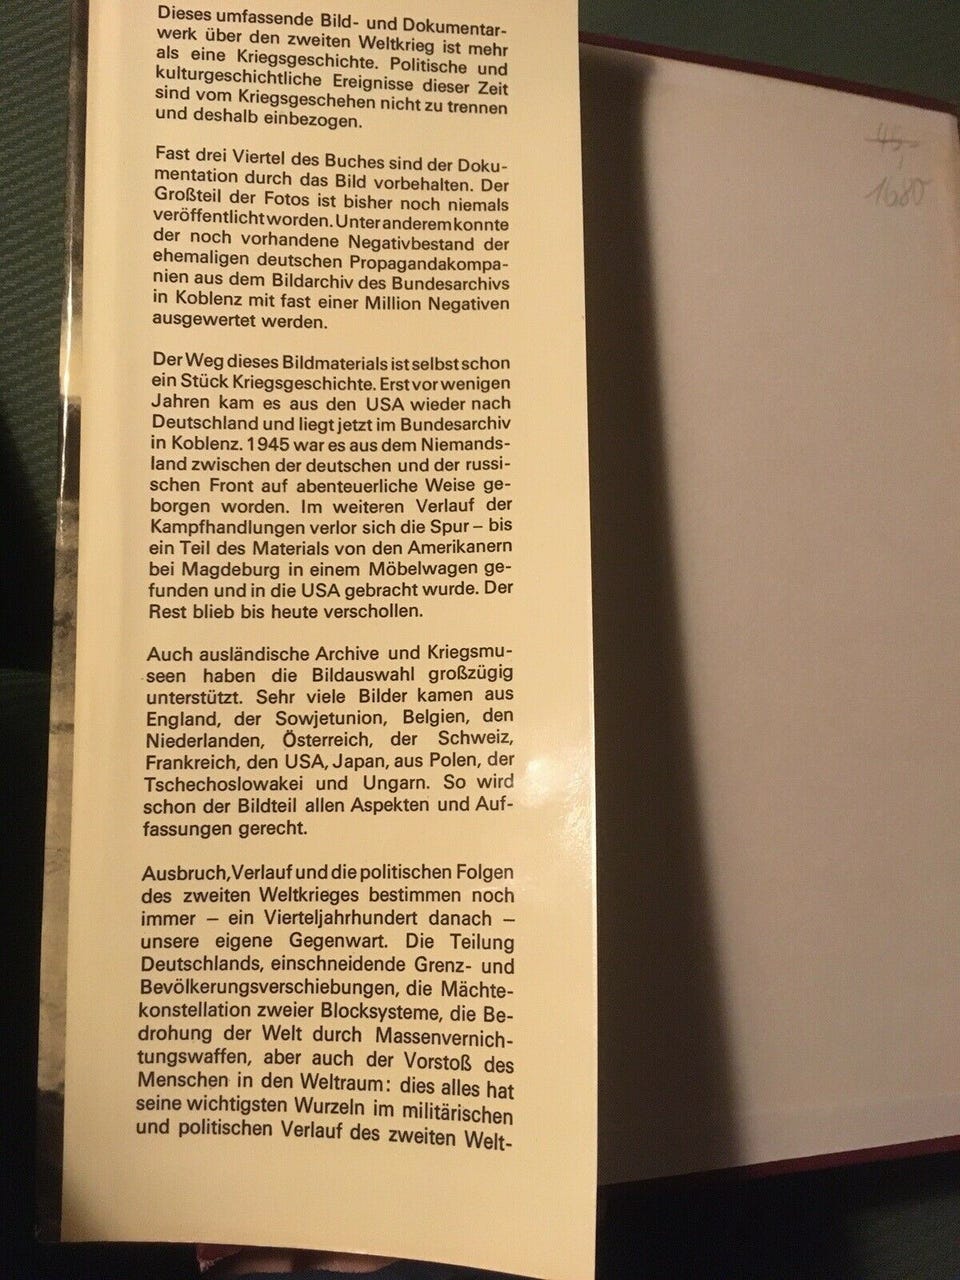 Dieses umfassende Bild- und Dokumentar-
werk über den zweiten Weltkrieg ist mehr
als eine Kriegsgeschichte. Politische und
kulturgeschichtliche Ereignisse dieser Zeit
sind vom Kriegsgeschehen nicht zu trennen
und deshalb einbezogen.
Fast drei Viertel des Buches sind der Doku-
mentation durch das Bild vorbehalten. Der
Großteil der Fotos ist bisher noch niemals
veröffentlicht worden. Unter anderem konnte
der noch vorhandene Negativbestand der
ehemaligen deutschen Propagandakompa-
nien aus dem Bildarchiv des Bundesarchivs
in Koblenz mit fast einer Million Negativen
ausgewertet werden.
Der Weg dieses Bildmaterials ist selbst schon
ein Stück Kriegsgeschichte. Erst vor wenigen
Jahren kam es aus den USA wieder nach
Deutschland und liegt jetzt im Bundesarchiv
in Koblenz. 1945 war es aus dem Niemands-
land zwischen der deutschen und der russi-
schen Front auf abenteuerliche Weise ge-
borgen worden. Im weiteren Verlauf der
Kampfhandlungen verlor sich die Spur – bis
ein Teil des Materials von den Amerikanern
bei Magdeburg in einem Möbelwagen ge-
funden und in die USA gebracht wurde. Der
Rest blieb bis heute verschollen.
Auch ausländische Archive und Kriegsmu-
seen haben die Bildauswahl großzügig
unterstützt. Sehr viele Bilder kamen aus
England, der Sowjetunion, Belgien, den
Niederlanden, Österreich, der Schweiz,
Frankreich, den USA, Japan, aus Polen, der
Tschechoslowakei und Ungarn. So wird
schon der Bildteil allen Aspekten und Auf-
fassungen gerecht.
Ausbruch, Verlauf und die politischen Folgen
des zweiten Weltkrieges bestimmen noch
immer – ein Vierteljahrhundert danach –
unsere eigene Gegenwart. Die Teilung
Deutschlands, einschneidende Grenz- und
Bevölkerungsverschiebungen, die Mächte-
konstellation zweier Blocksysteme, die Be-
drohung der Welt durch Massenvernich-
tungswaffen, aber auch der Vorstoß des
Menschen in den Weltraum: dies alles hat
seine wichtigsten Wurzeln im militärischen
und politischen Verlauf des zweiten Welt-
45,-
1680